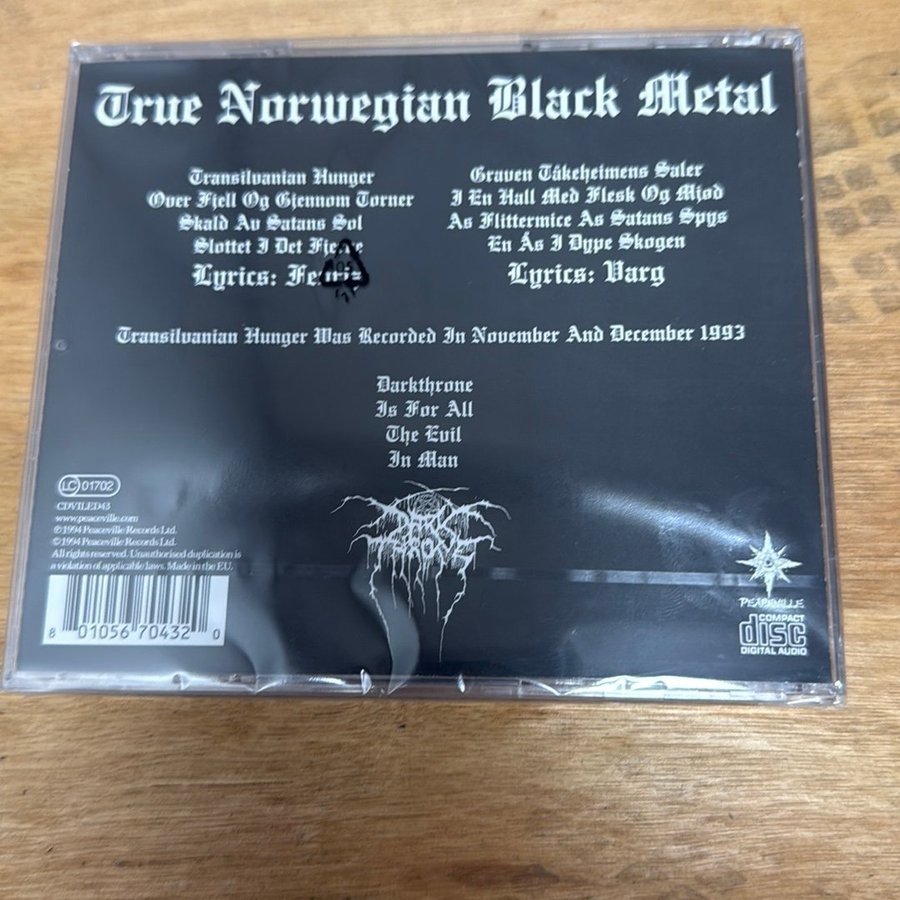 True Norwegian Black Metal
Transilvanian Hunger
Over Fjell Og Gjennom Torner
Skald Av Satans Sol
Slottet I Det Fjerne
Lyrics: Fenriz
Graven Tåkeheimens Saler
I En Hall Med Flesk Og Mjød
As Flittermice As Satans Spys
En Ås I Dype Skogen
Lyrics: Varg
Transilvanian Hunger Was Recorded In November And December 1993
Darkthrone
Is For All
The Evil
In Man
LC 01702
CDVILED43
www.peaceville.com
℗ 1994 Peaceville Records Ltd.
© 1994 Peaceville Records Ltd.
All rights reserved. Unauthorised duplication is
a violation of applicable laws. Made in the EU.
8 01056 70432 0
DARK
THRONE
PEACEVILLE
COMPACT
disc
DIGITAL AUDIO